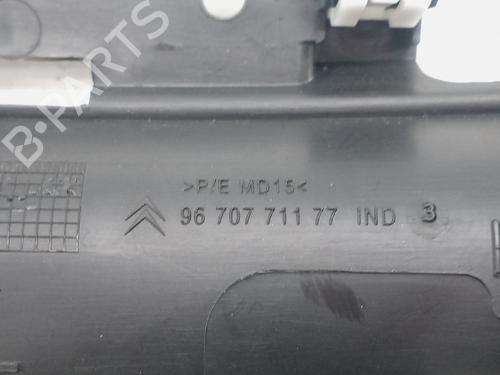 B-PARTS
>P/E MD15<
96 707 711 77 IND 3